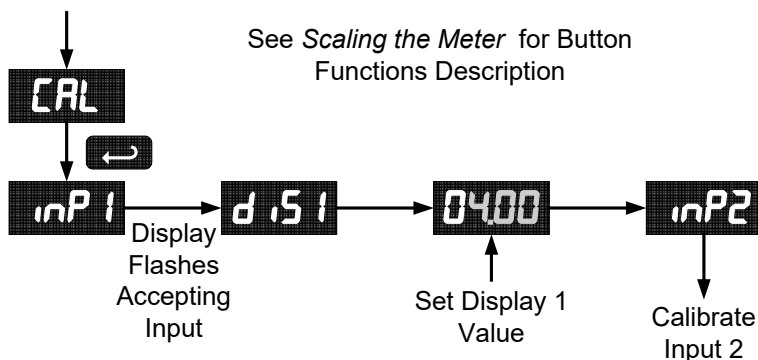 See Scaling the Meter for Button
Functions Description
CAL
inP1
diS1
04.00
inP2
Display
Flashes
Accepting
Input
Set Display 1
Value
Calibrate
Input 2